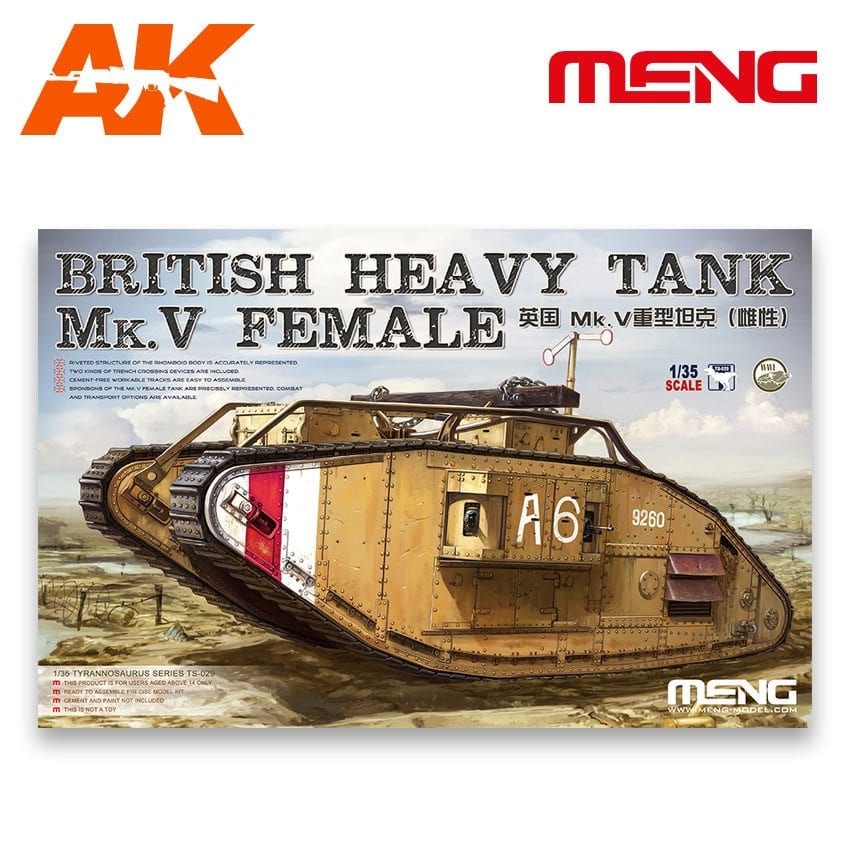 AK
MENG
BRITISH HEAVY TANK
MK.V FEMALE 英国 Mk.V重型坦克（雌性）
RIVETED STRUCTURE OF THE RHOMBOID BODY IS ACCURATELY REPRESENTED.
TWO KINDS OF TRENCH CROSSING DEVICES ARE INCLUDED.
CEMENT-FREE WORKABLE TRACKS ARE EASY TO ASSEMBLE.
SPONSONS OF THE MK.V FEMALE TANK ARE PRECISELY REPRESENTED. COMBAT
AND TRANSPORT OPTIONS ARE AVAILABLE.
1/35
SCALE
TS-029
WWI
A6
9260
1/35 TYRANNOSAURUS SERIES TS-029
THIS PRODUCT IS FOR USERS AGED ABOVE 14 ONLY
READY TO ASSEMBLE PRECISE MODEL KIT
CEMENT AND PAINT NOT INCLUDED
THIS IS NOT A TOY
MENG
WWW.MENG-MODEL.COM